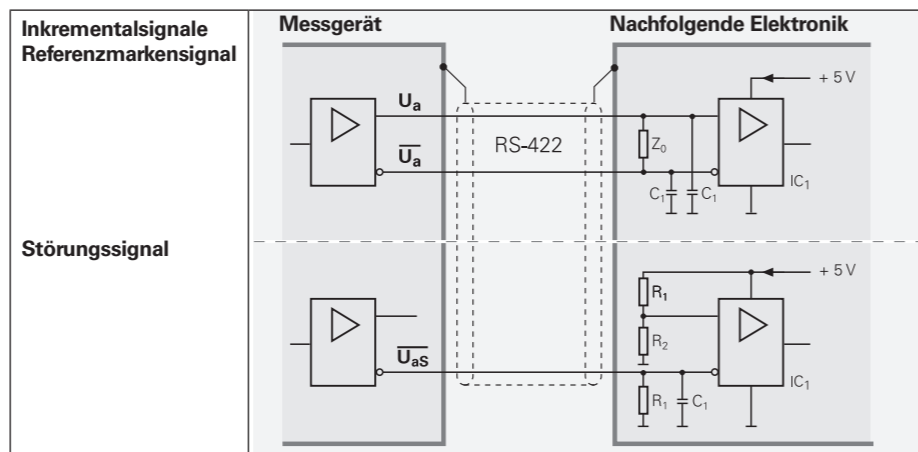 Inkrementalsignale
Referenzmarkensignal
Messgerät
Nachfolgende Elektronik
+ 5 V
Ua
RS-422
Z0
Ua
C1
C1
IC1
Störungssignal
+ 5 V
R1
R2
UaS
R1
C1
IC1